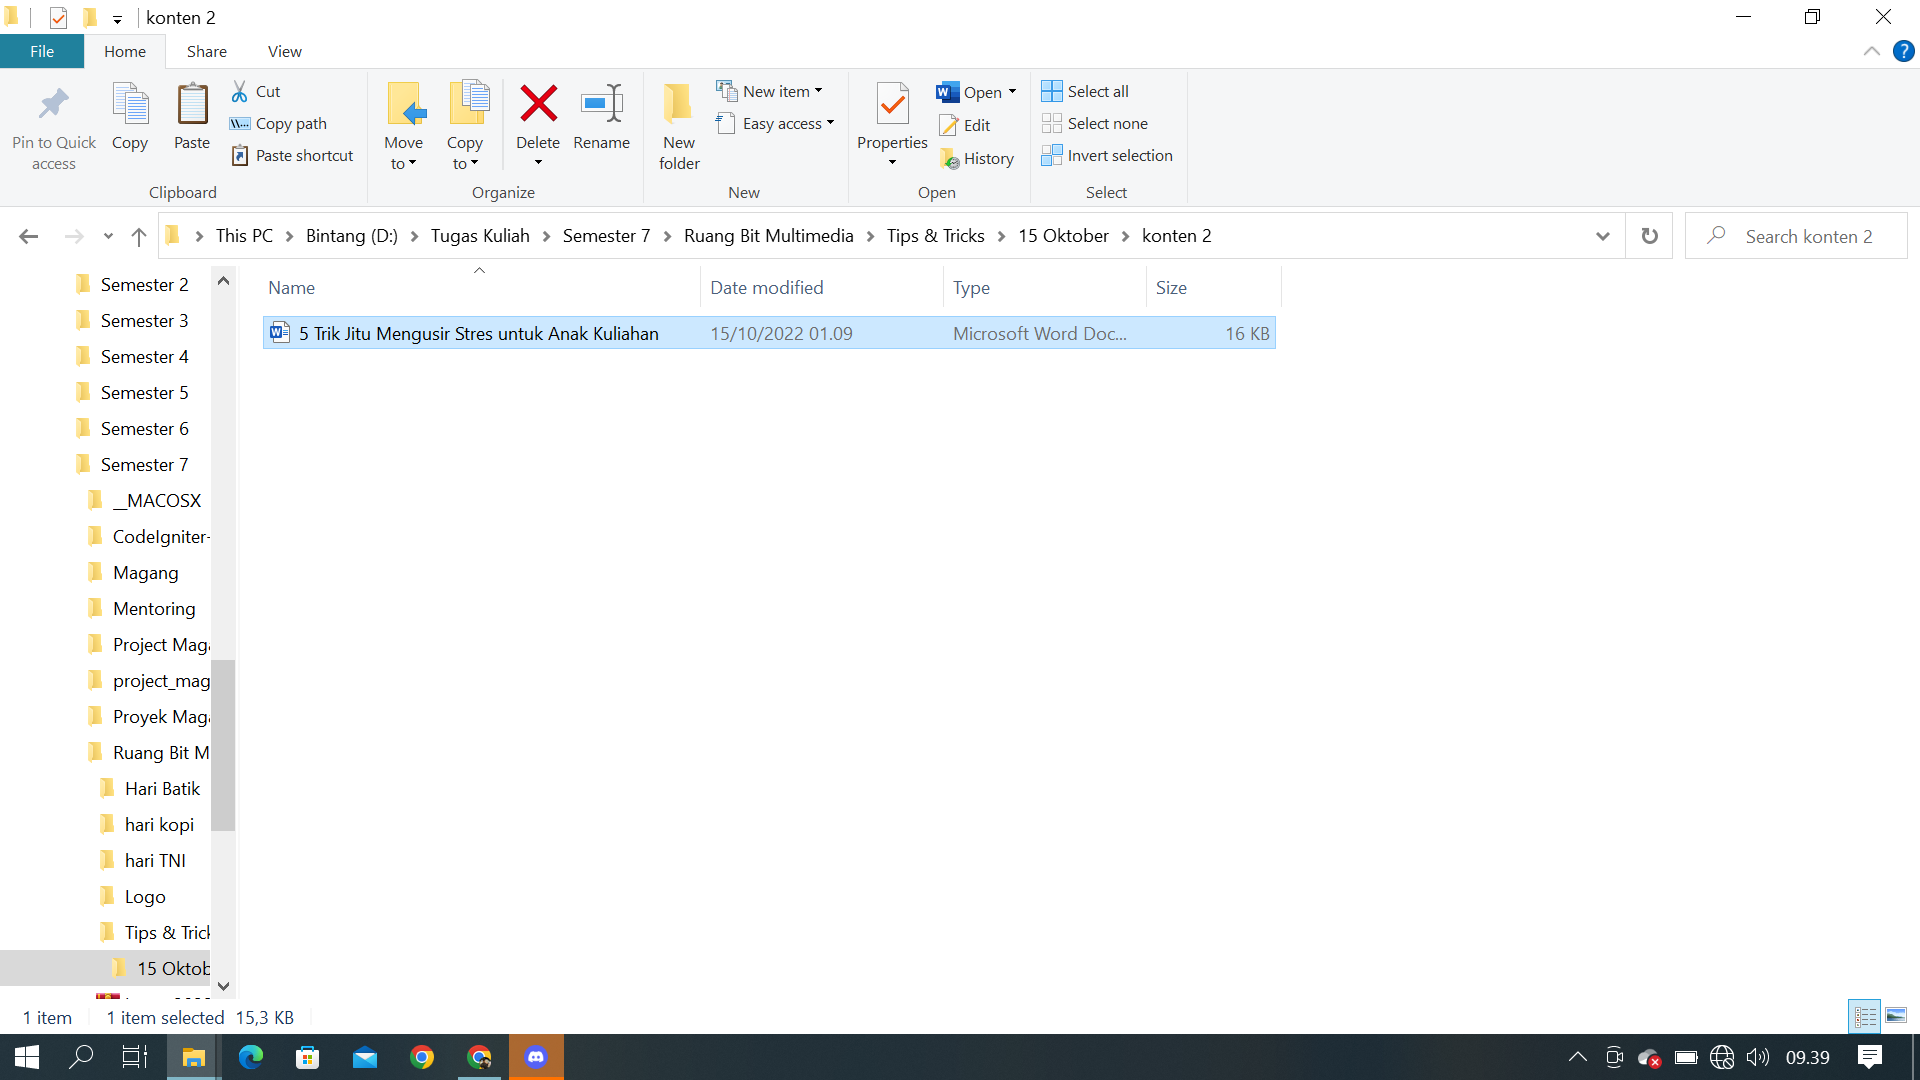 konten 2
File Home Share View
Pin to Quick access
Copy
Paste
Cut
Copy path
Paste shortcut
Clipboard
Move to
Copy to
Delete
Rename
Organize
New folder
New item
Easy access
New
Properties
Open
Edit
History
Open
Select all
Select none
Invert selection
Select
This PC Bintang (D:) Tugas Kuliah Semester 7 Ruang Bit Multimedia Tips & Tricks 15 Oktober konten 2
Search konten 2
Semester 2
Semester 3
Semester 4
Semester 5
Semester 6
Semester 7
__MACOSX
CodeIgniter-
Magang
Mentoring
Project Mag
project_mag
Proyek Mag
Ruang Bit M
Hari Batik
hari kopi
hari TNI
Logo
Tips & Trick
15 Oktob
Name Date modified Type Size
5 Trik Jitu Mengusir Stres untuk Anak Kuliahan 15/10/2022 01.09 Microsoft Word Doc... 16 KB
1 item 1 item selected 15,3 KB
09.39